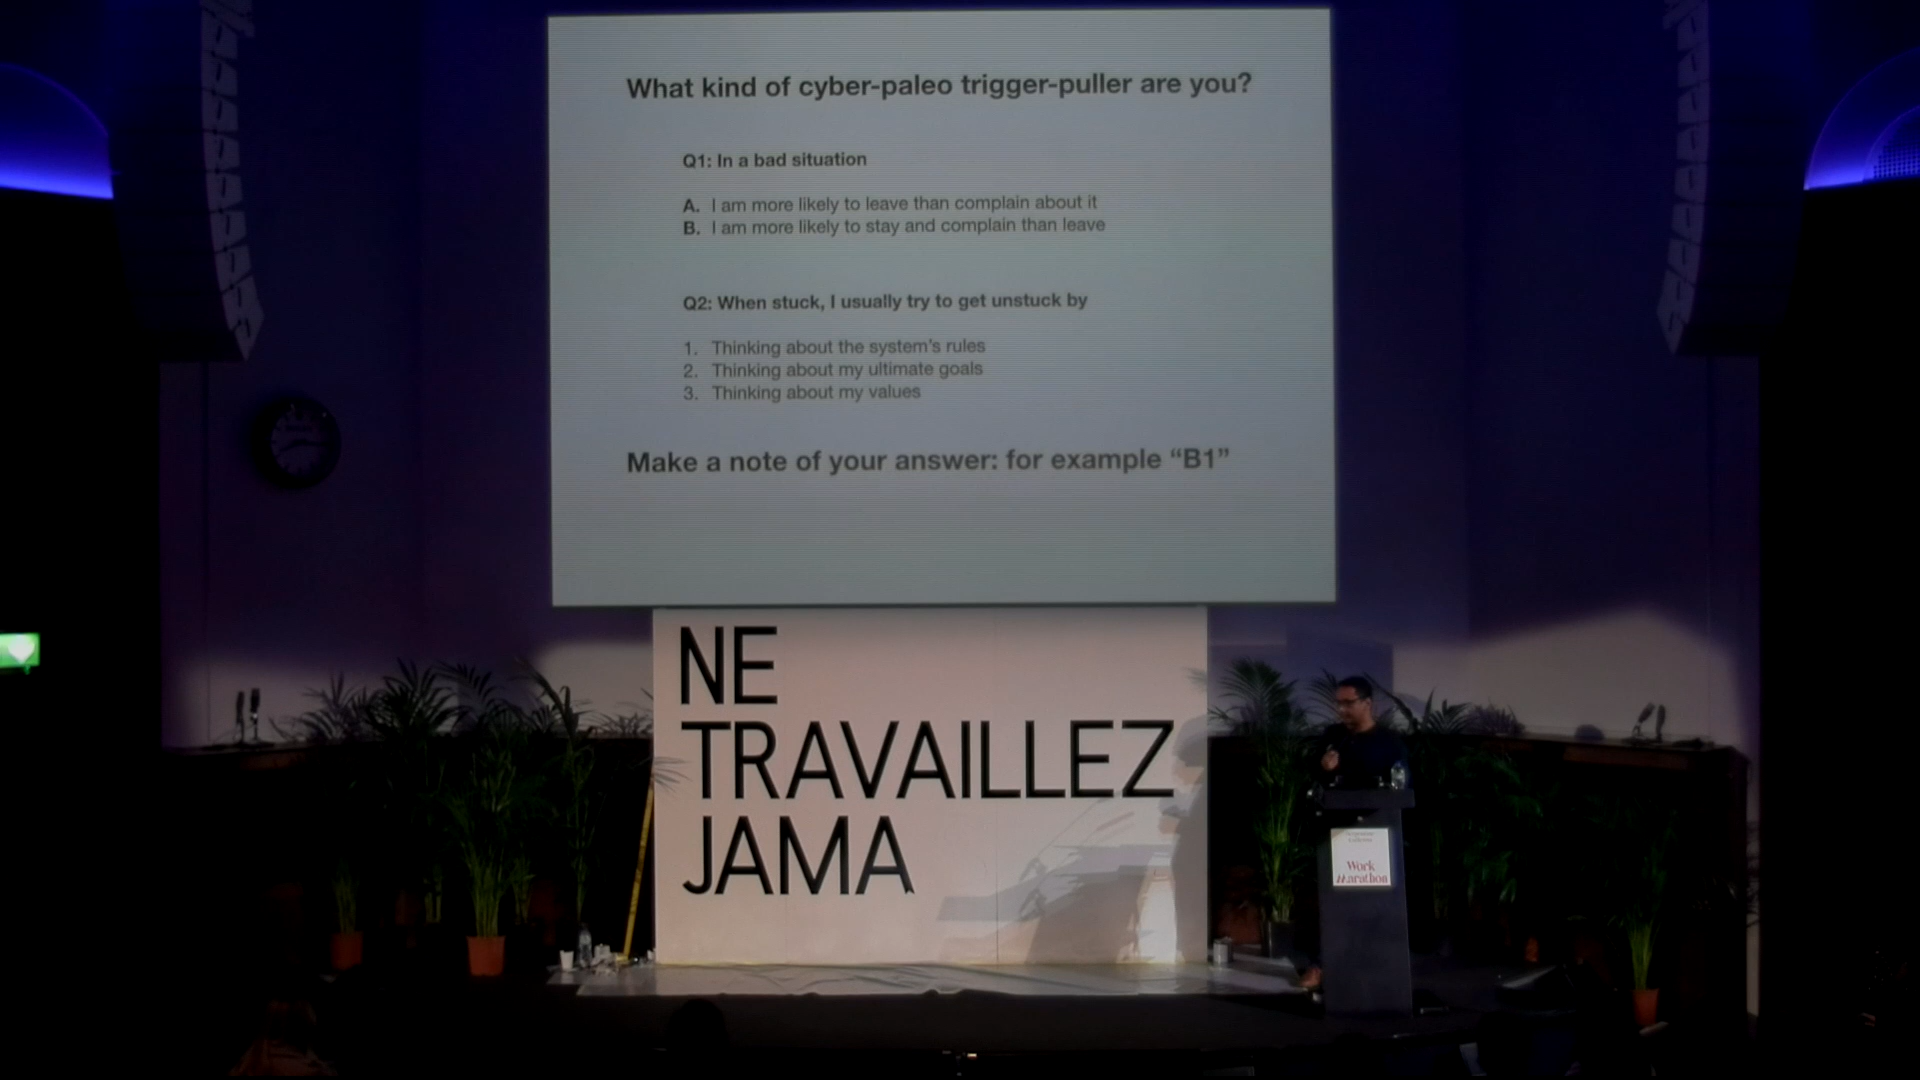 What kind of cyber-paleo trigger-puller are you?
Q1: In a bad situation
A. I am more likely to leave than complain about it
B. I am more likely to stay and complain than leave
Q2: When stuck, I usually try to get unstuck by
1. Thinking about the system's rules
2. Thinking about my ultimate goals
3. Thinking about my values
Make a note of your answer: for example “B1”
NE
TRAVAILLEZ
JAMA
Work
Marathon